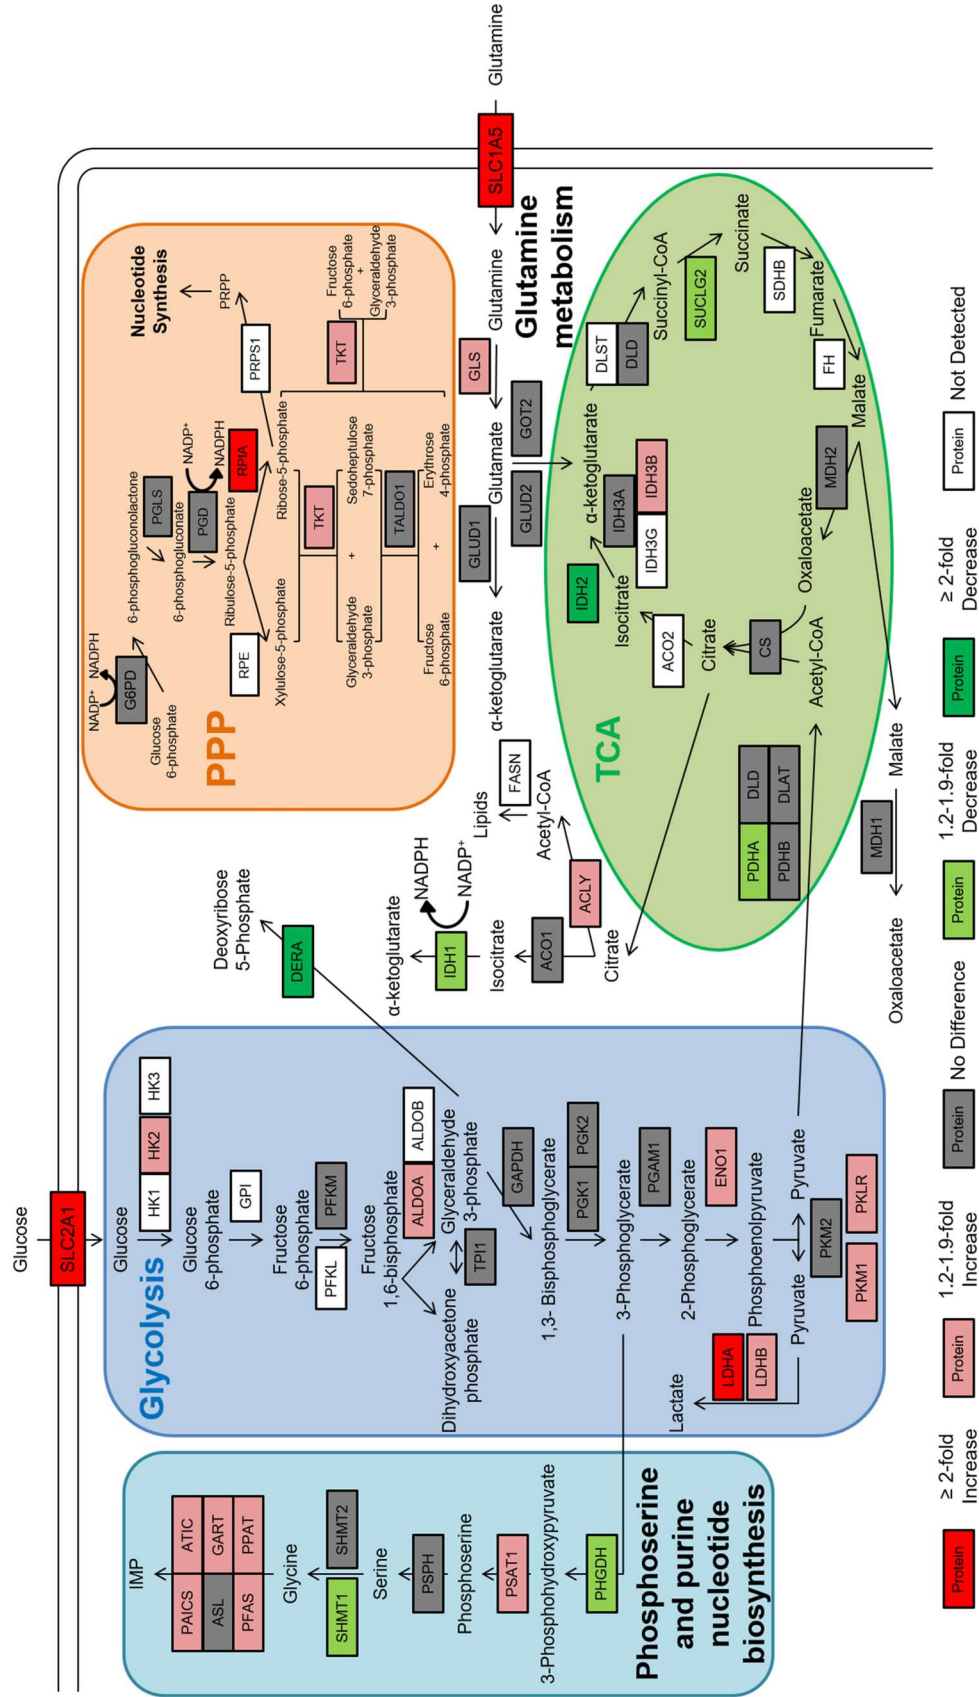 Glucose
SLC2A1
Phosphoserine
and purine
nucleotide
biosynthesis
IMP
PAICS
ATIC
ASL
GART
PFAS
PPAT
Glycine
SHMT1
SHMT2
Serine
PSPH
Phosphoserine
PSAT1
3-Phosphohydroxypyruvate
PHGDH
Glycolysis
Glucose
HK1
HK2
HK3
Glucose
6-phosphate
GPI
Fructose
6-phosphate
PFKL
PFKM
Fructose
1,6-bisphosphate
ALDOA
ALDOB
Dihydroxyacetone
phosphate
TPI1
Glyceraldehyde
3-phosphate
GAPDH
1,3- Bisphosphoglycerate
PGK1
PGK2
3-Phosphoglycerate
PGAM1
2-Phosphoglycerate
ENO1
Phosphoenolpyruvate
Lactate
LDHA
LDHB
Pyruvate
Pyruvate
PKM2
PKM1
PKLR
Deoxyribose
5-Phosphate
DERA
α-ketoglutarate
IDH1
NADPH
NADP⁺
Isocitrate
ACO1
Citrate
ACLY
Acetyl-CoA
FASN
Lipids
PPP
NADP⁺
NADPH
G6PD
Glucose
6-phosphate
6-phosphogluconolactone
PGLS
6-phosphogluconate
PGD
NADP⁺
NADPH
Ribulose-5-phosphate
RPE
RPIA
Xylulose-5-phosphate
Ribose-5-phosphate
PRPS1
PRPP
Nucleotide
Synthesis
TKT
Glyceraldehyde
3-phosphate
+
Sedoheptulose
7-phosphate
TALDO1
Fructose
6-phosphate
+
Erythrose
4-phosphate
TKT
Fructose
6-phosphate
+
Glyceraldehyde
3-phosphate
α-ketoglutarate
GLUD1
Glutamate
GLS
Glutamine
SLC1A5
Glutamine
GLUD2
GOT2
Glutamine
metabolism
TCA
α-ketoglutarate
IDH2
IDH3A
IDH3G
IDH3B
Isocitrate
ACO2
Citrate
CS
Oxaloacetate
Acetyl-CoA
DLST
DLD
Succinyl-CoA
SUCLG2
Succinate
SDHB
Fumarate
FH
Malate
MDH2
PDHA
DLD
PDHB
DLAT
Malate
MDH1
Oxaloacetate
Protein
≥ 2-fold
Increase
Protein
1.2-1.9-fold
Increase
Protein
No Difference
Protein
1.2-1.9-fold
Decrease
Protein
≥ 2-fold
Decrease
Protein
Not Detected